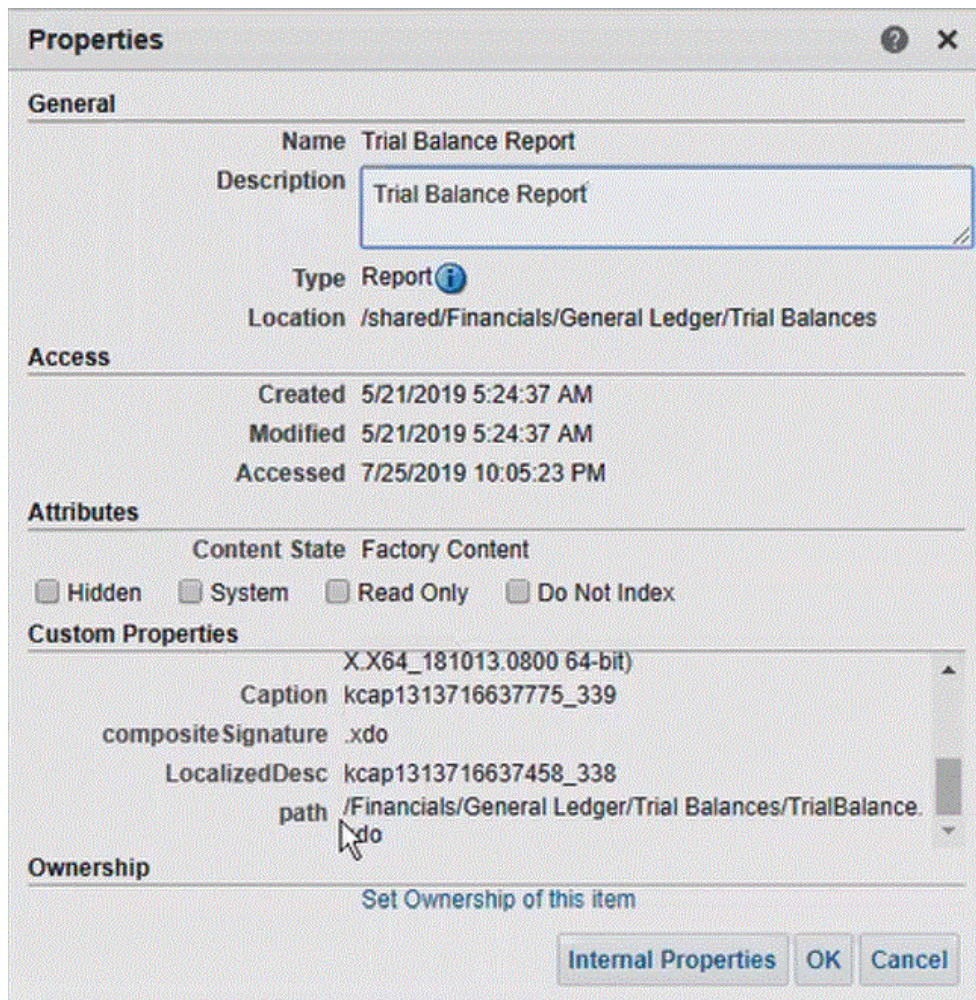 Properties
General
Name Trial Balance Report
Description Trial Balance Report
Type Report
Location /shared/Financials/General Ledger/Trial Balances
Access
Created 5/21/2019 5:24:37 AM
Modified 5/21/2019 5:24:37 AM
Accessed 7/25/2019 10:05:23 PM
Attributes
Content State Factory Content
Hidden System Read Only Do Not Index
Custom Properties
X.X64_181013.0800 64-bit)
Caption kcap1313716637775_339
compositeSignature .xdo
LocalizedDesc kcap1313716637458_338
path /Financials/General Ledger/Trial Balances/TrialBalance.
do
Ownership
Set Ownership of this item
Internal Properties OK Cancel